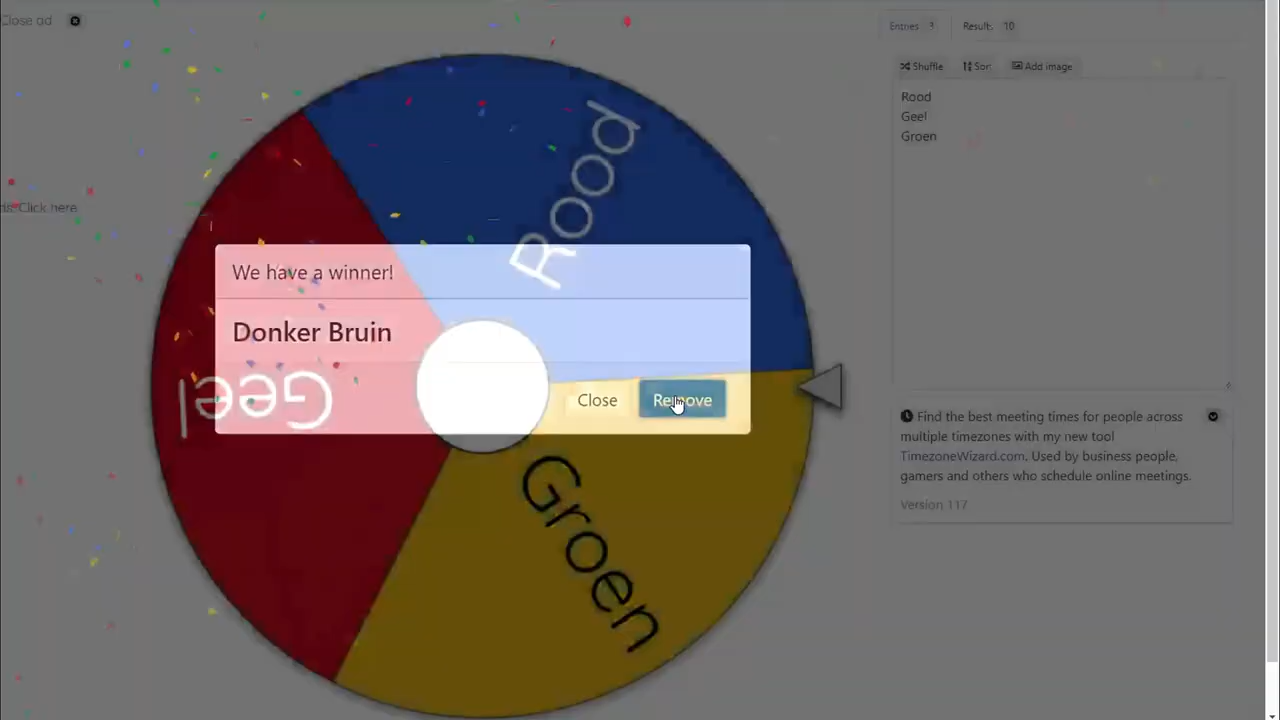 Close ad
Entries 3
Result: 10
Shuffle
Sort
Add image
Rood
Geel
Groen
ds. Click here
Rood
We have a winner!
Donker Bruin
Geel
Close
Remove
Groen
Find the best meeting times for people across
multiple timezones with my new tool
TimezoneWizard.com. Used by business people,
gamers and others who schedule online meetings.
Version 117